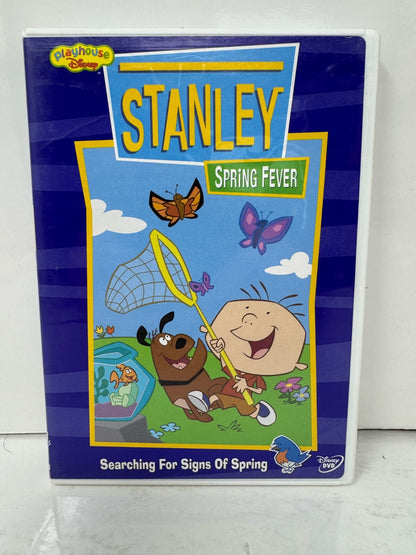 playhouse
Disney
STANLEY
SPRING FEVER
Searching For Signs Of Spring
Disney
DVD